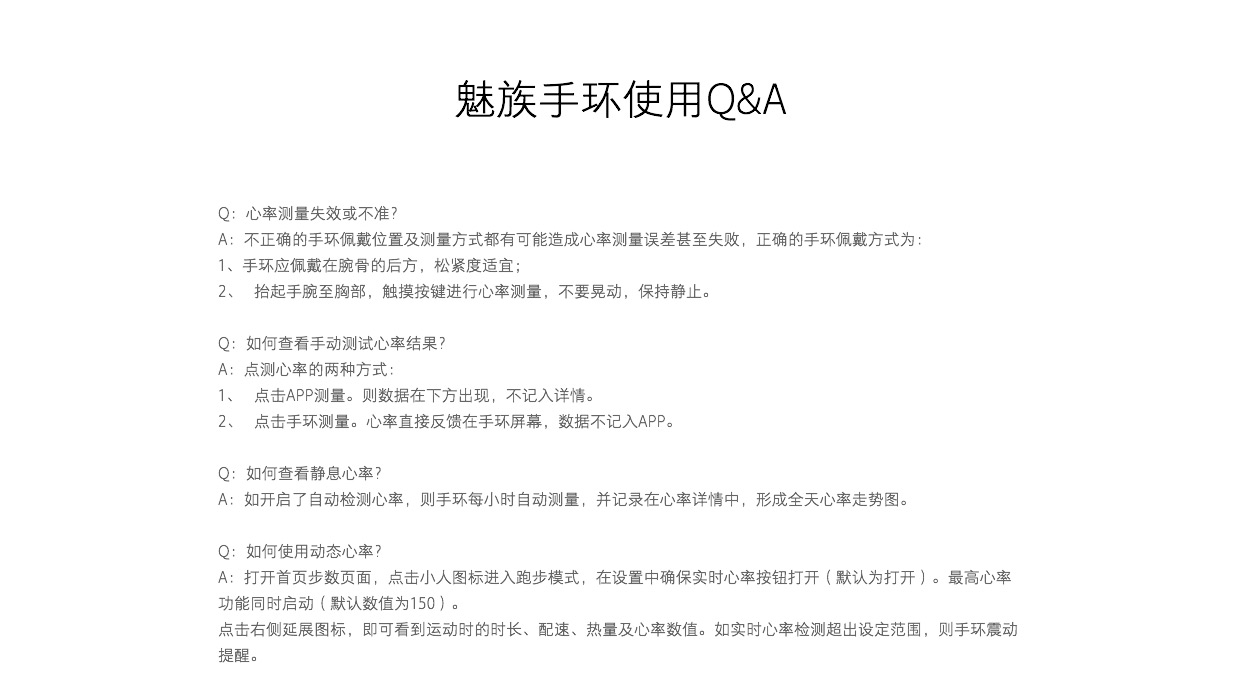 魅族手环使用Q&A
Q：心率测量失效或不准？
A：不正确的手环佩戴位置及测量方式都有可能造成心率测量误差甚至失败，正确的手环佩戴方式为：
1、手环应佩戴在腕骨的后方，松紧度适宜；
2、 抬起手腕至胸部，触摸按键进行心率测量，不要晃动，保持静止。
Q：如何查看手动测试心率结果？
A：点测心率的两种方式：
1、 点击APP测量。则数据在下方出现，不记入详情。
2、 点击手环测量。心率直接反馈在手环屏幕，数据不记入APP。
Q：如何查看静息心率？
A：如开启了自动检测心率，则手环每小时自动测量，并记录在心率详情中，形成全天心率走势图。
Q：如何使用动态心率？
A：打开首页步数页面，点击小人图标进入跑步模式，在设置中确保实时心率按钮打开（默认为打开）。最高心率
功能同时启动（默认数值为150）。
点击右侧延展图标，即可看到运动时的时长、配速、热量及心率数值。如实时心率检测超出设定范围，则手环震动
提醒。